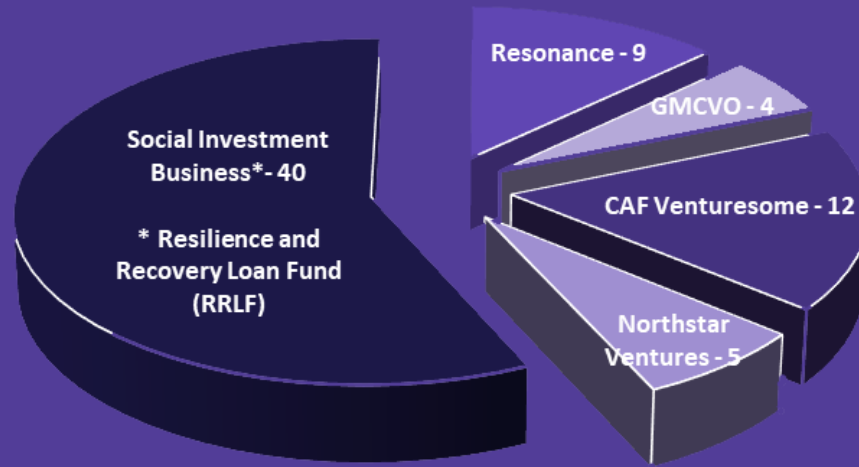 Resonance - 9
GMCVO - 4
Social Investment
Business*- 40
* Resilience and
Recovery Loan Fund
(RRLF)
CAF Venturesome - 12
Northstar
Ventures - 5